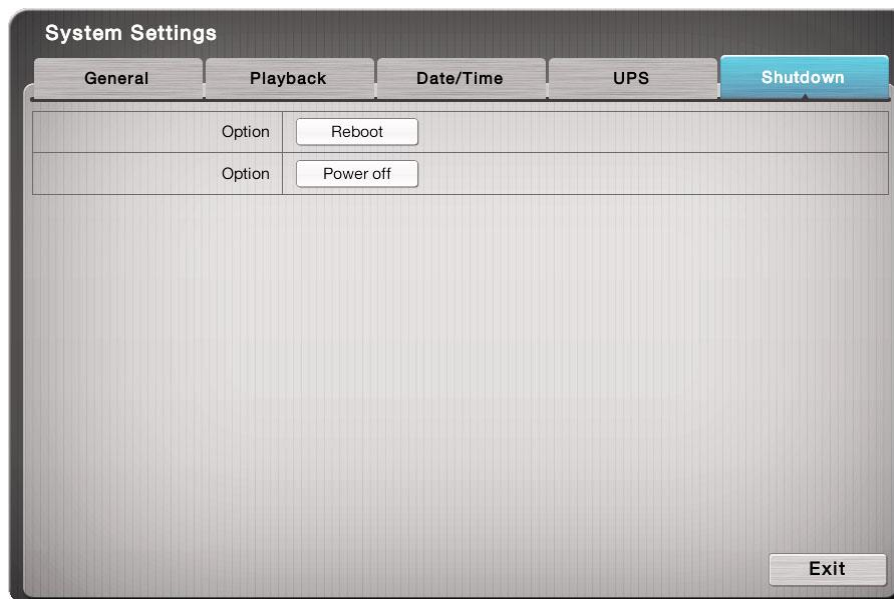 System Settings
General Playback Date/Time UPS Shutdown
Option Reboot
Option Power off
Exit